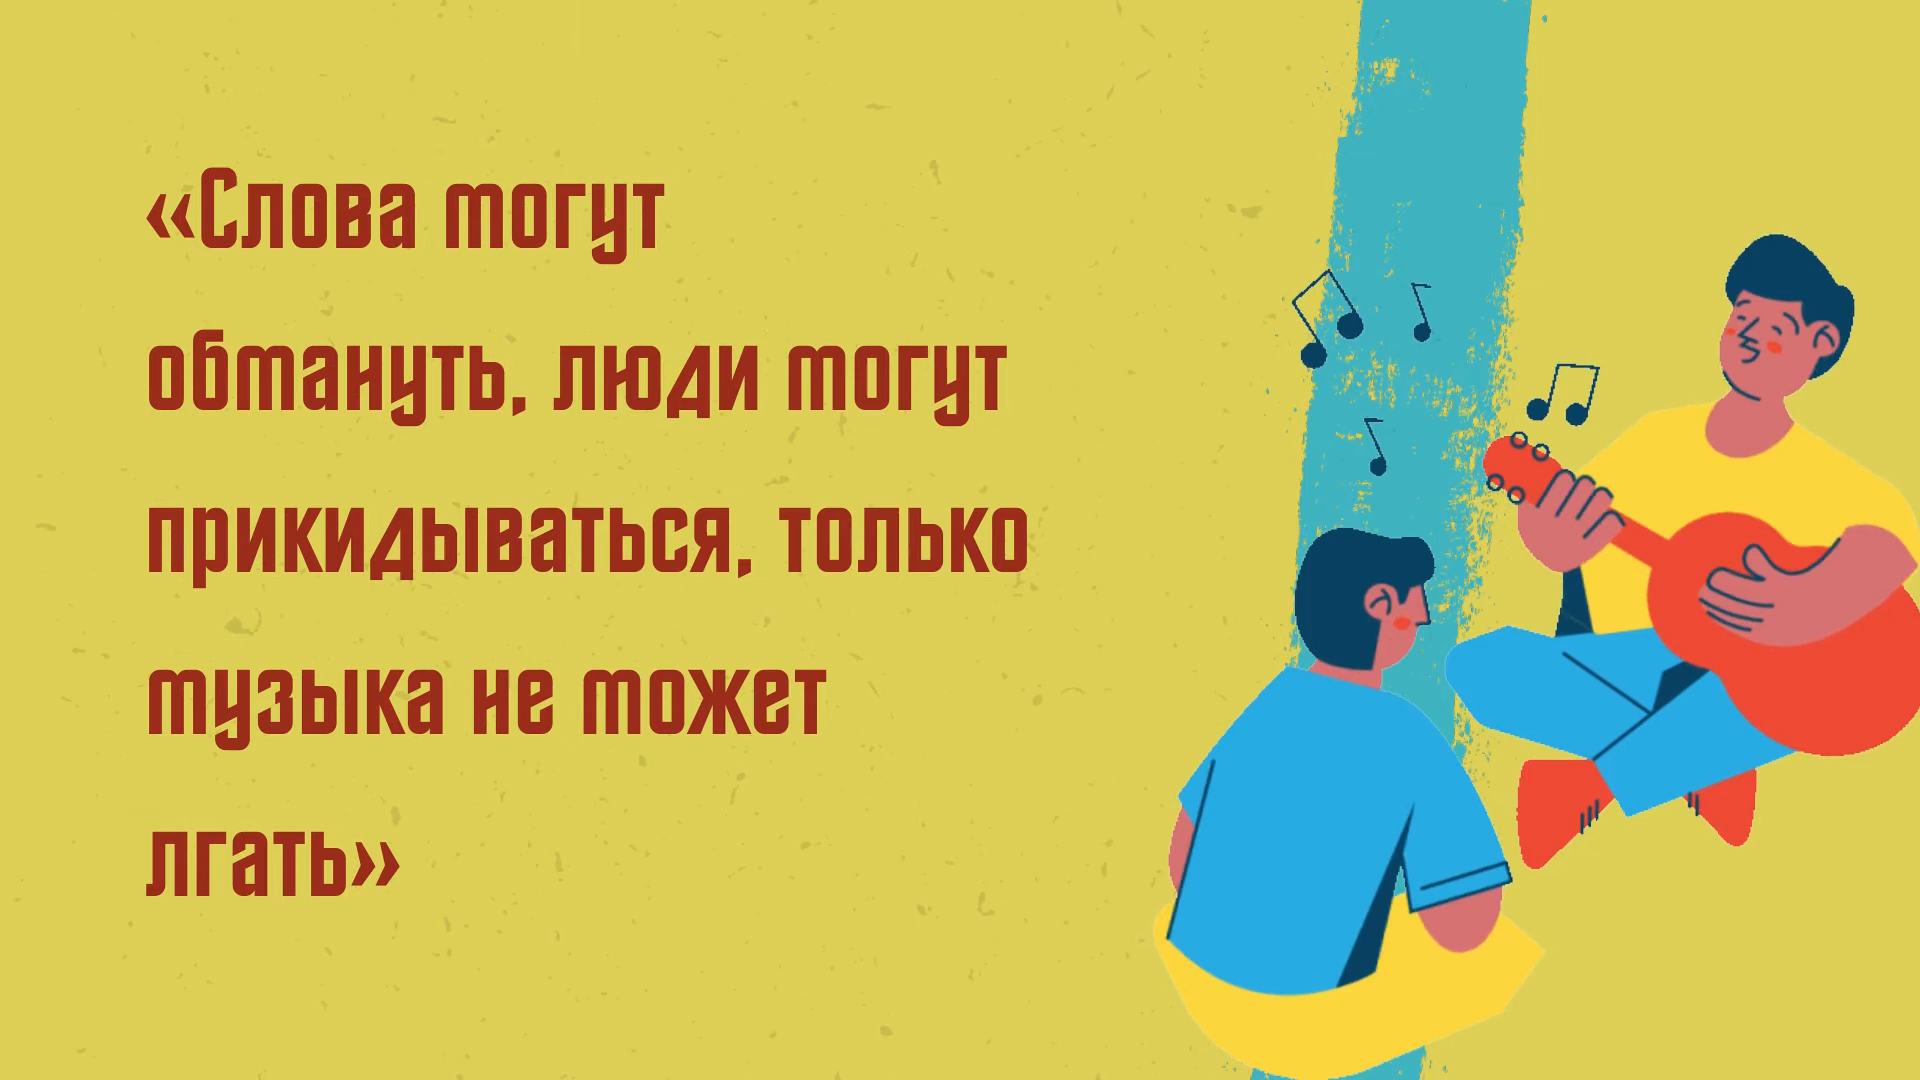 «Слова могут
обмануть, люди могут
прикидываться, только
музыка не может
лгать»